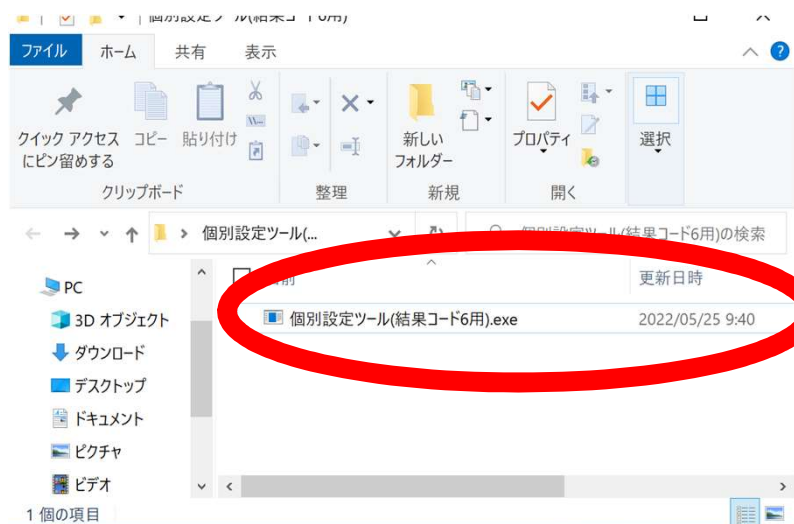 個別設定ツール(結果コード6用)
ファイル ホーム 共有 表示
クイック アクセス
にピン留めする
コピー
貼り付け
クリップボード
整理
新しい
フォルダー
新規
プロパティ
開く
選択
個別設定ツール(...
個別設定ツール(結果コード6用)の検索
更新日時
PC
個別設定ツール(結果コード6用).exe 2022/05/25 9:40
3D オブジェクト
ダウンロード
デスクトップ
ドキュメント
ピクチャ
ビデオ
1 個の項目